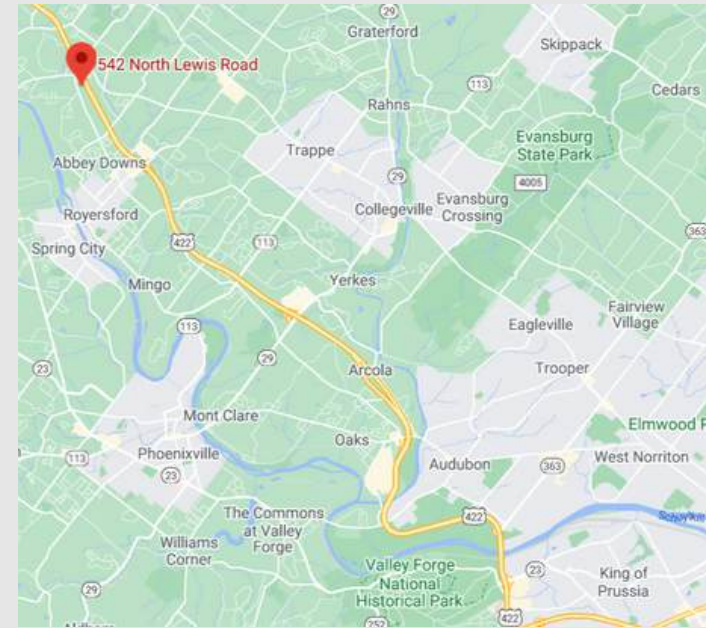 29
Graterford
Skippack
542 North Lewis Road
113
Cedars
Rahns
Evansburg
State Park
Trappe
Abbey Downs
29
4005
Evansburg
Crossing
Collegeville
Royersford
363
422
113
Spring City
Yerkes
Mingo
Fairview
Village
113
Eagleville
29
23
Arcola
Trooper
Mont Clare
Oaks
Elmwood P
113
Phoenixville
Audubon
363
West Norriton
23
The Commons
at Valley
Forge
422
Williams
Corner
Valley Forge
National
Historical Park
23
King of
Prussia
29
422
252